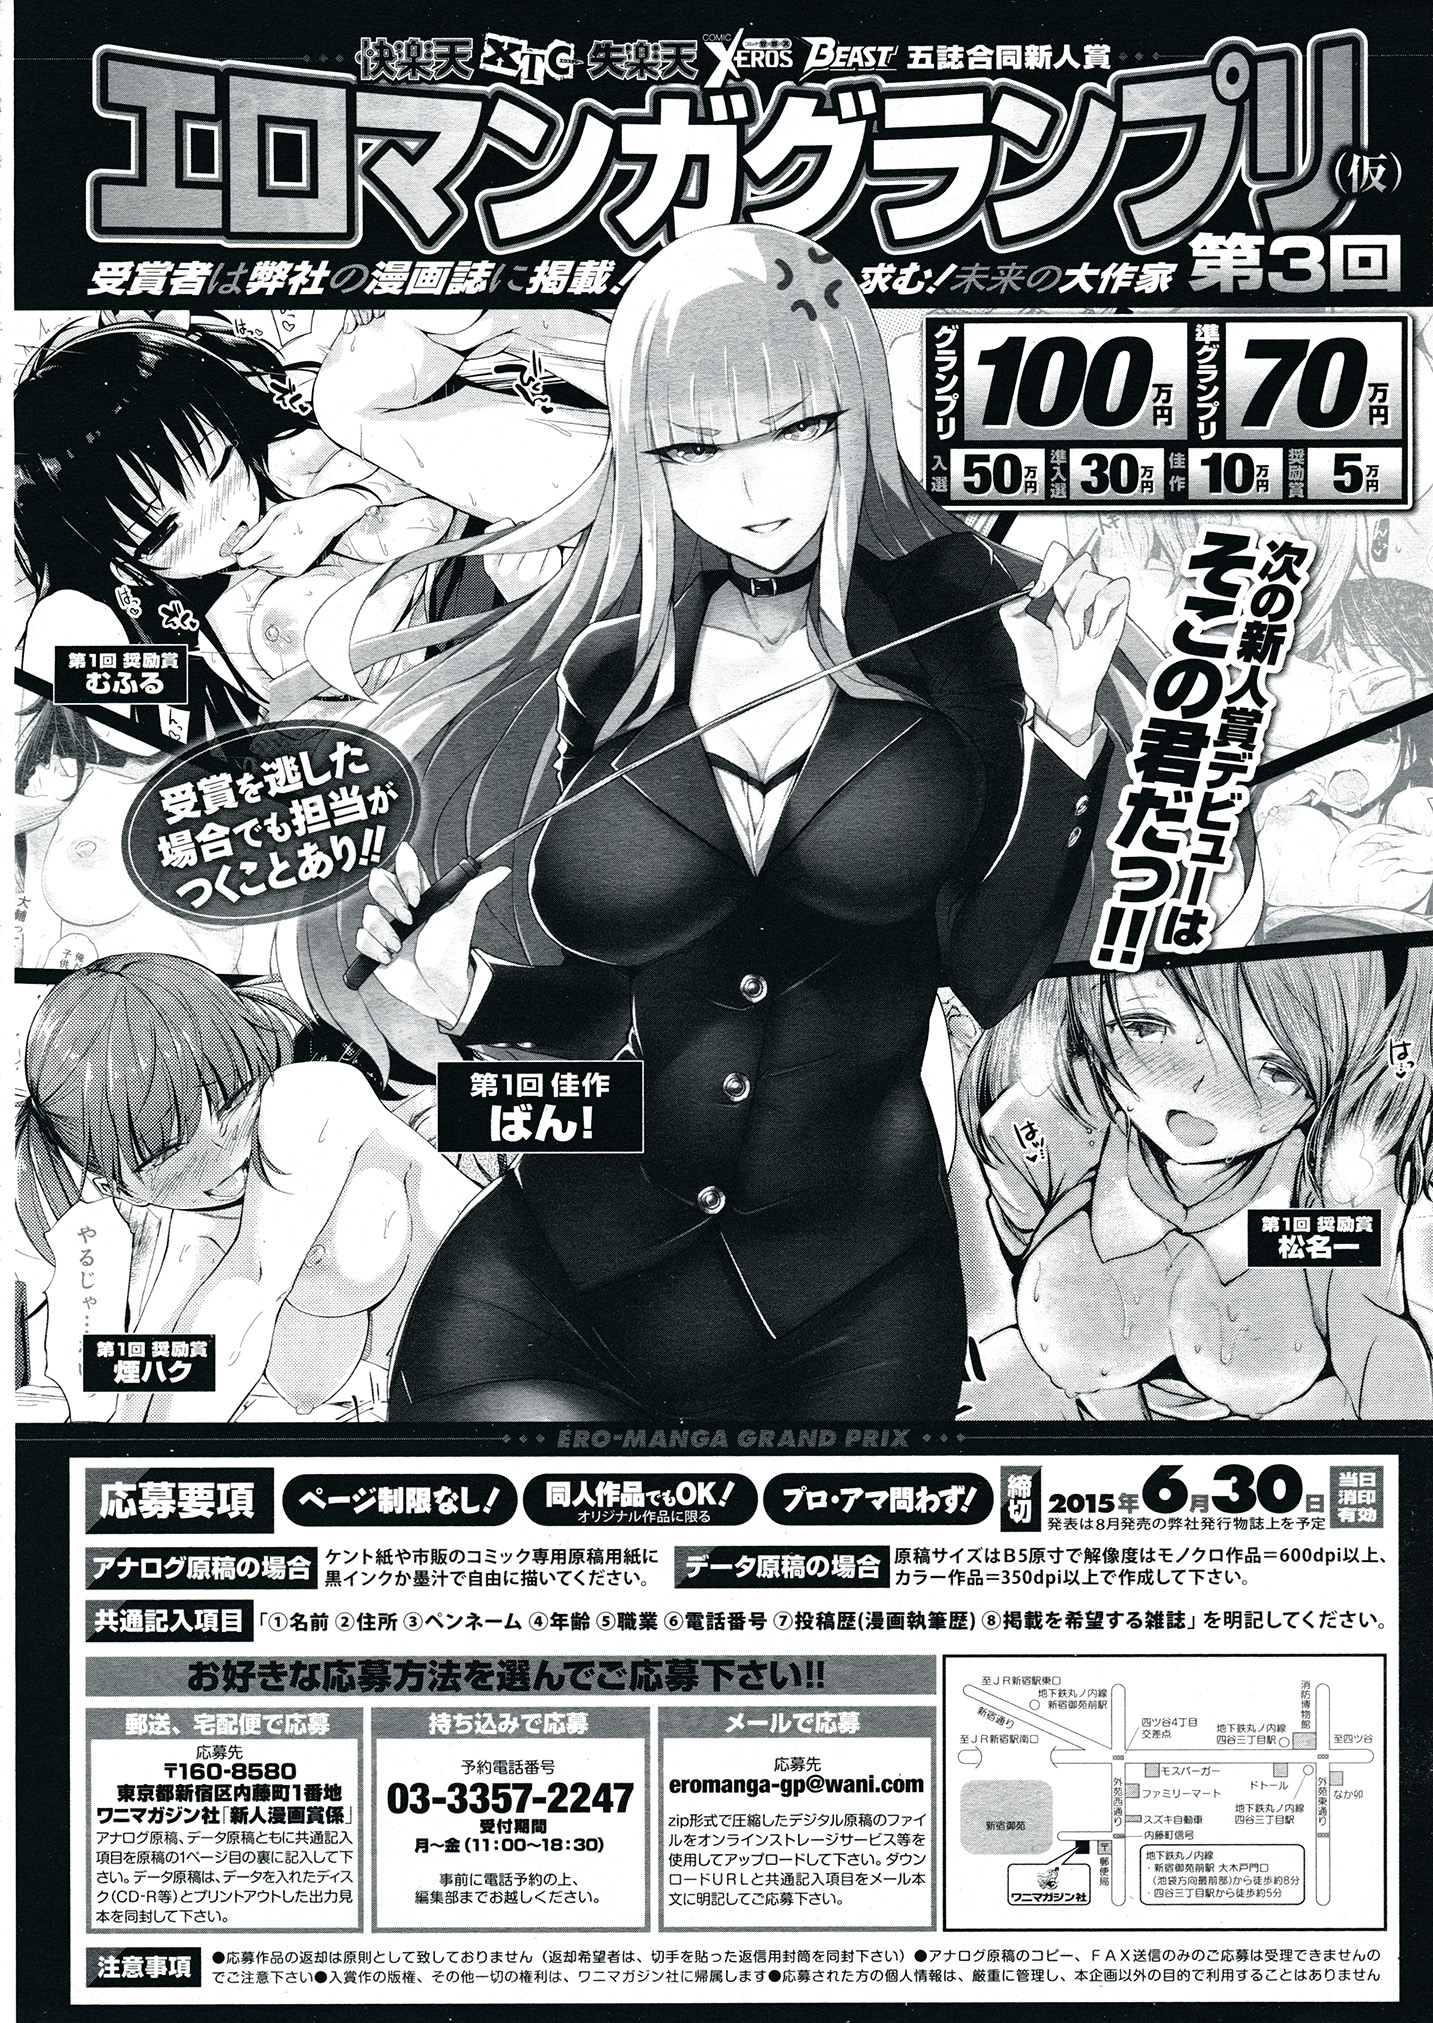 快楽天 XTC 失楽天 COMIC X-EROS BEAST 五誌合同新人賞
エロマンガグランプリ(仮)
第3回
受賞者は弊社の漫画誌に掲載!
求む!未来の大作家
グランプリ 100万円
準グランプリ 70万円
入選 50万円 準入選 30万円 佳作 10万円 奨励賞 5万円
次の新人賞デビューは
そこの君だっ!!
第1回 奨励賞
むふる
受賞を逃した
場合でも担当が
つくことあり!!
大輔っ
第1回 佳作
ばん!
はっ
第1回 奨励賞
松名一
やるじゃ…
第1回 奨励賞
煙ハク
ERO-MANGA GRAND PRIX
応募要項
ページ制限なし!
同人作品でもOK!
オリジナル作品に限る
プロ・アマ問わず!
締切
2015年6月30日
当日消印有効
発表は8月発売の弊社発行物誌上を予定
アナログ原稿の場合
ケント紙や市販のコミック専用原稿用紙に
黒インクか墨汁で自由に描いてください。
データ原稿の場合
原稿サイズはB5原寸で解像度はモノクロ作品=600dpi以上、
カラー作品=350dpi以上で作成して下さい。
共通記入項目
「①名前 ②住所 ③ペンネーム ④年齢 ⑤職業 ⑥電話番号 ⑦投稿歴(漫画執筆歴) ⑧掲載を希望する雑誌」を明記してください。
お好きな応募方法を選んでご応募下さい!!
郵送、宅配便で応募
応募先
〒160-8580
東京都新宿区内藤町1番地
ワニマガジン社「新人漫画賞係」
アナログ原稿、データ原稿ともに共通記入
項目を原稿の1ページ目の裏に記入して下
さい。データ原稿は、データを入れたディス
ク(CD-R等)とプリントアウトした出力見
本を同封して下さい。
持ち込みで応募
予約電話番号
03-3357-2247
受付期間
月〜金(11:00〜18:30)
事前に電話予約の上、
編集部までお越しください。
メールで応募
応募先
eromanga-gp@wani.com
zip形式で圧縮したデジタル原稿のファイ
ルをオンラインストレージサービス等を
使用してアップロードして下さい。ダウン
ロードURLと共通記入項目をメール本
文に明記してご応募下さい。
至JR新宿駅東口
地下鉄丸ノ内線
新宿御苑前駅
新宿通り
至JR新宿駅南口
四ツ谷4丁目
交差点
消防博物館
地下鉄丸ノ内線
四谷三丁目駅
至四ツ谷
モスバーガー
ファミリーマート
ドトール
なか卯
外苑西通り
外苑東通り
地下鉄丸ノ内線
四谷三丁目駅
スズキ自動車
内藤町信号
新宿御苑
〒郵便局
ワニマガジン社
地下鉄丸ノ内線
・新宿御苑前駅 大木戸門口
(池袋方向最前部)から徒歩約8分
・四谷三丁目駅から徒歩約5分
注意事項
●応募作品の返却は原則として致しておりません(返却希望者は、切手を貼った返信用封筒を同封下さい)●アナログ原稿のコピー、FAX送信のみのご応募は受理できませんの
でご注意下さい●入賞作の版権、その他一切の権利は、ワニマガジン社に帰属します●応募された方の個人情報は、厳重に管理し、本企画以外の目的で利用することはありません